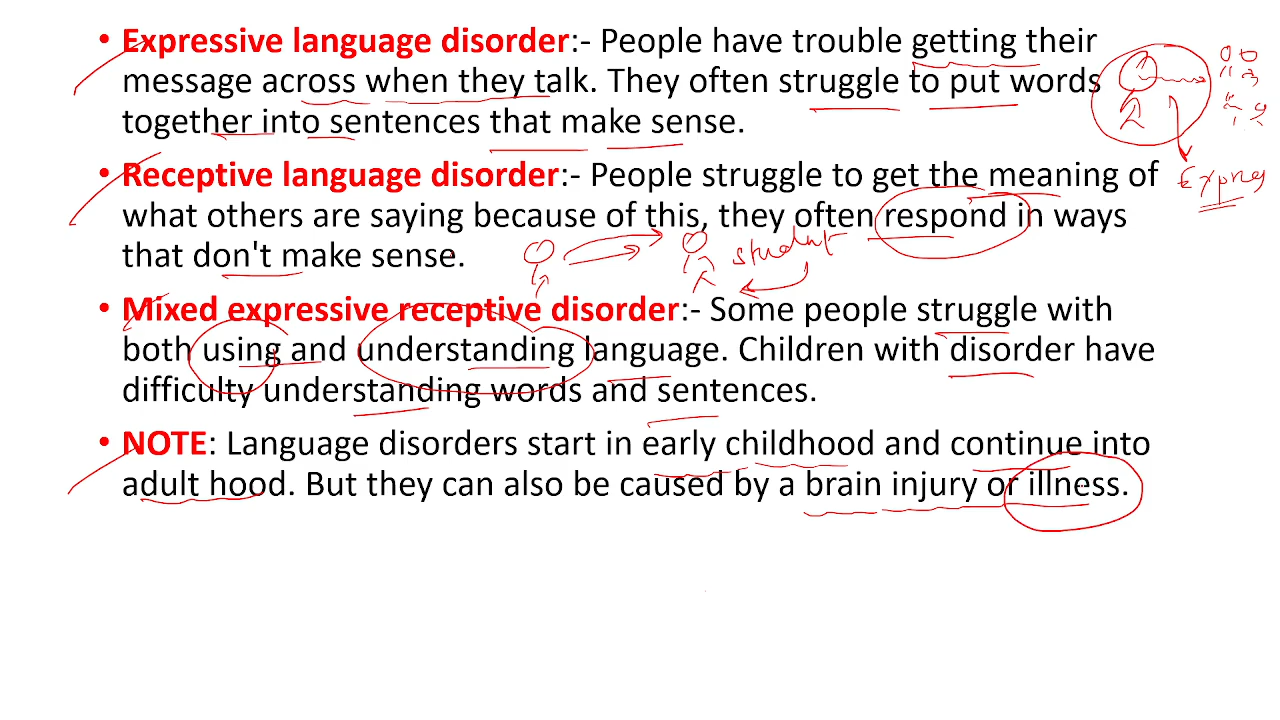 • Expressive language disorder:- People have trouble getting their
message across when they talk. They often struggle to put words
together into sentences that make sense.
Expres
• Receptive language disorder:- People struggle to get the meaning of
what others are saying because of this, they often respond in ways
that don't make sense.
student
• Mixed expressive receptive disorder:- Some people struggle with
both using and understanding language. Children with disorder have
difficulty understanding words and sentences.
• NOTE: Language disorders start in early childhood and continue into
adult hood. But they can also be caused by a brain injury or illness.